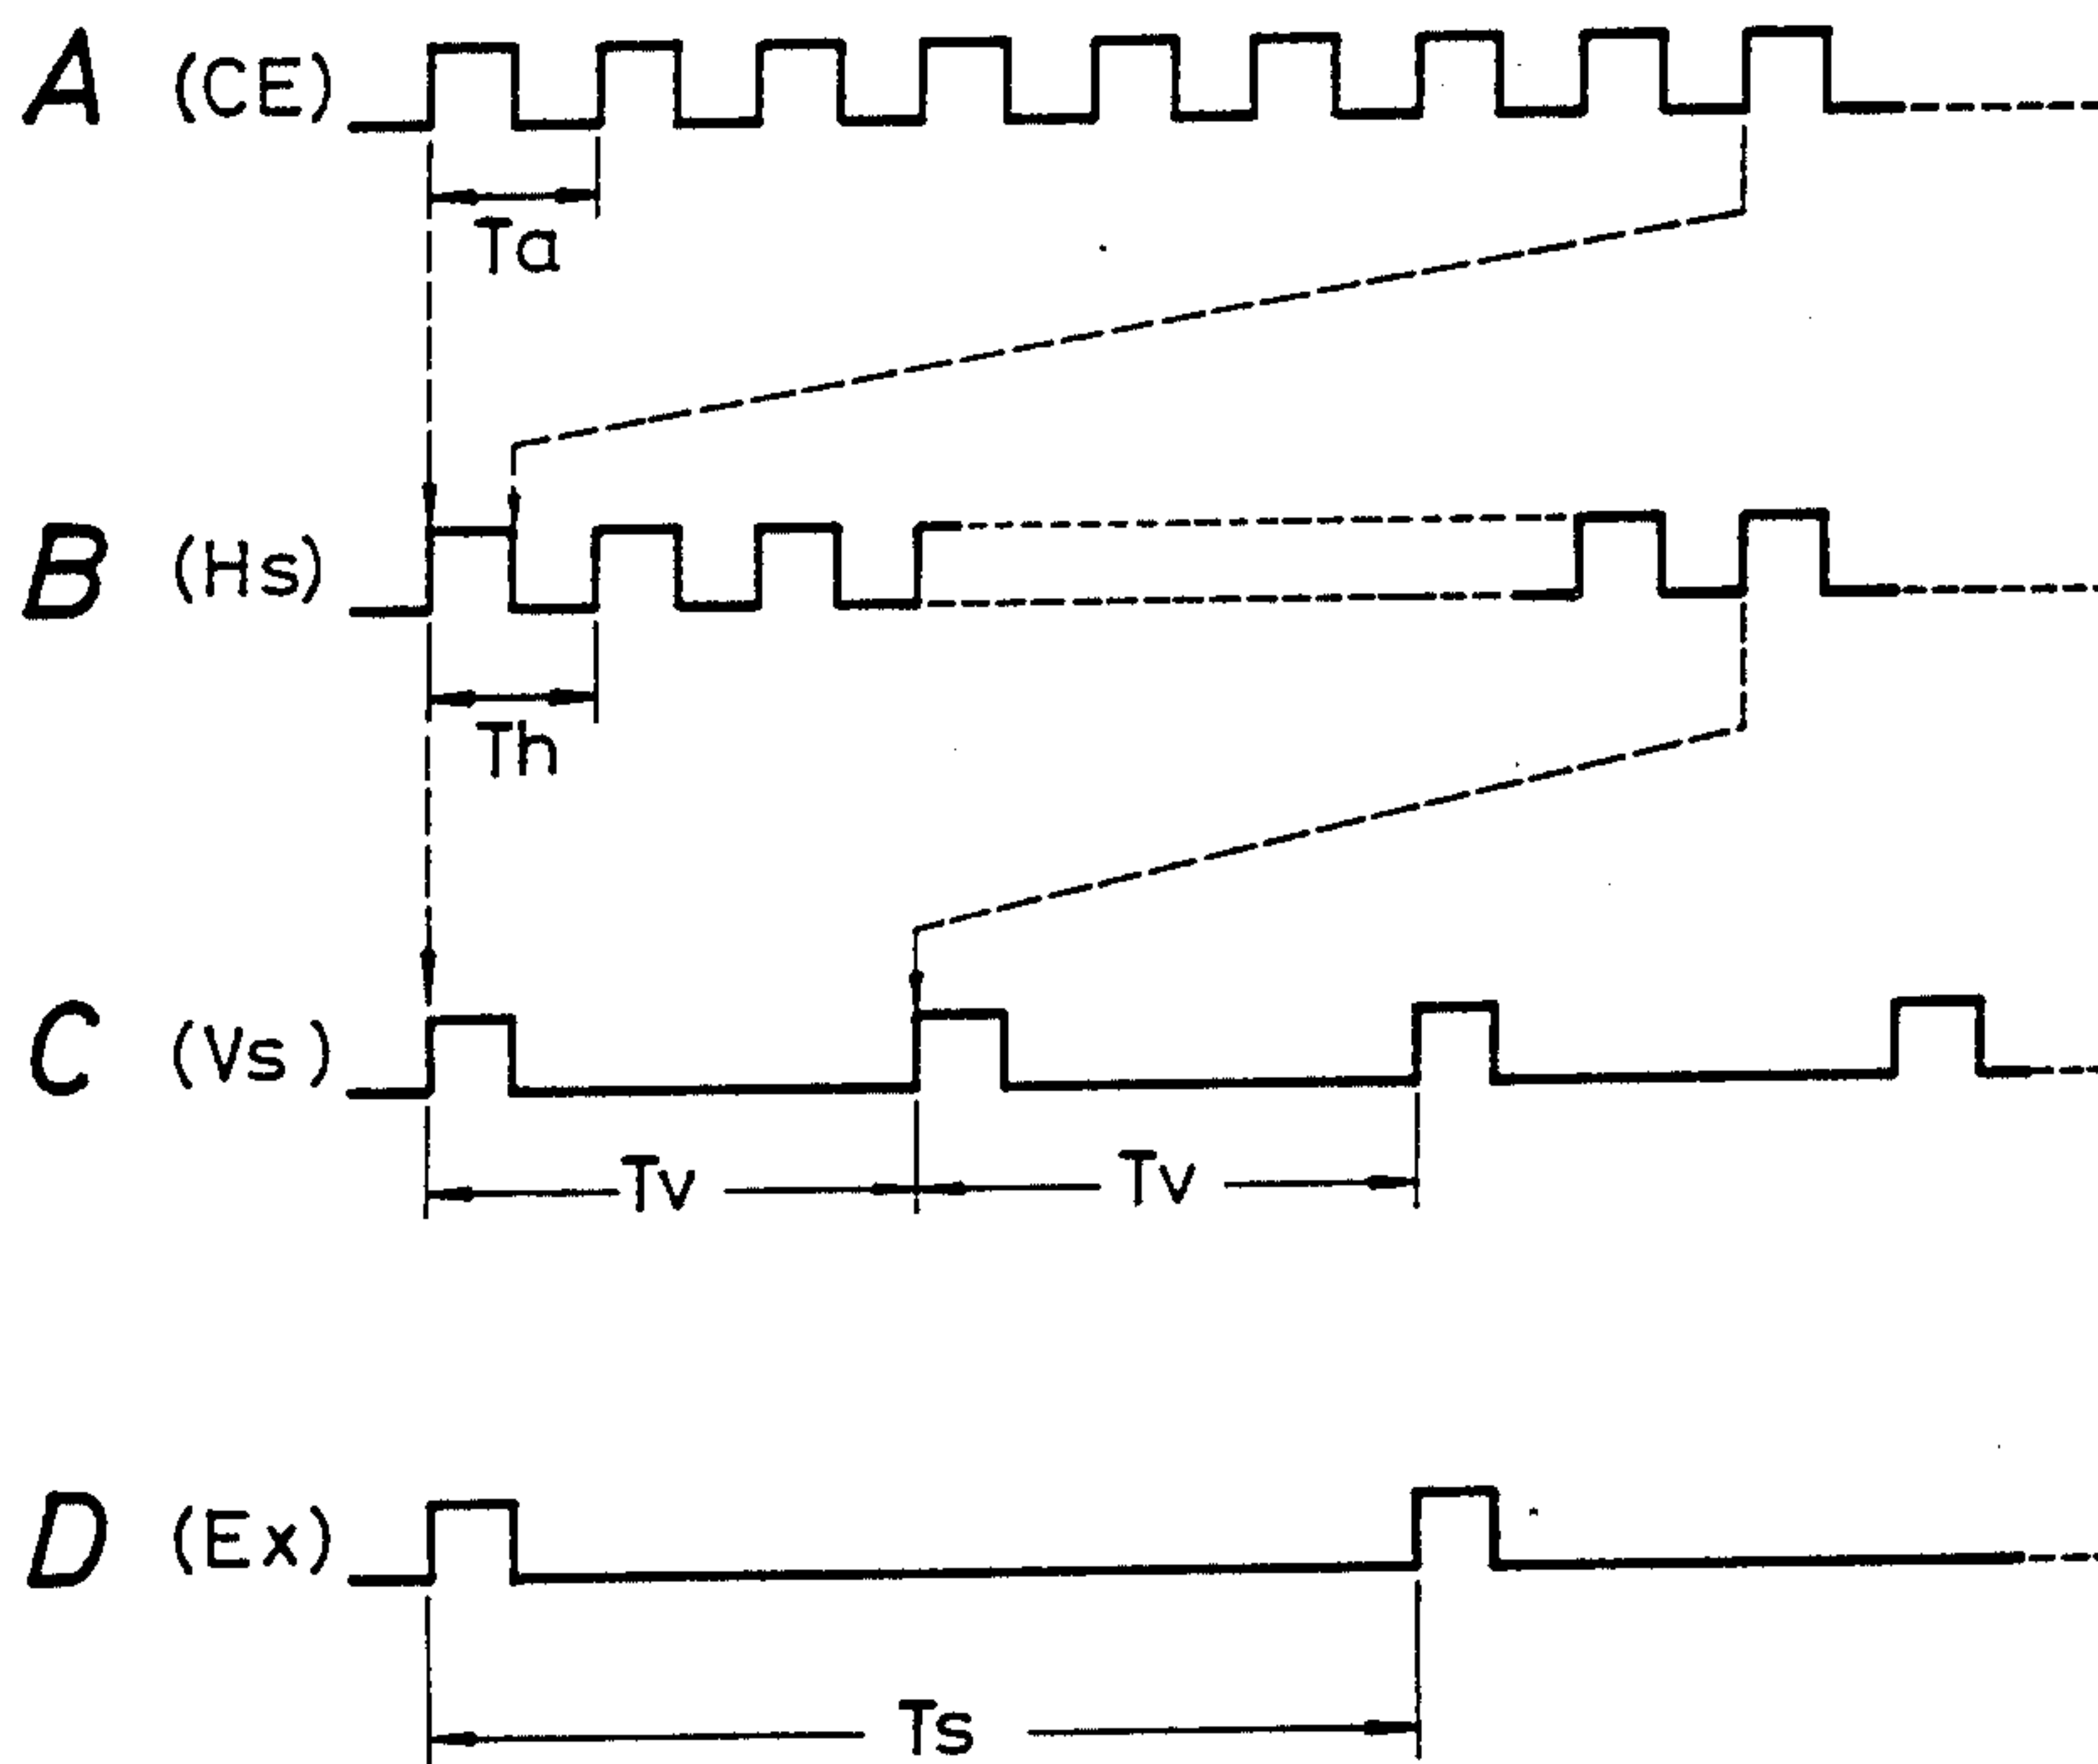 A (CE)
Ta
B (Hs)
Th
C (Vs)
Tv Tv
D (Ex)
Ts